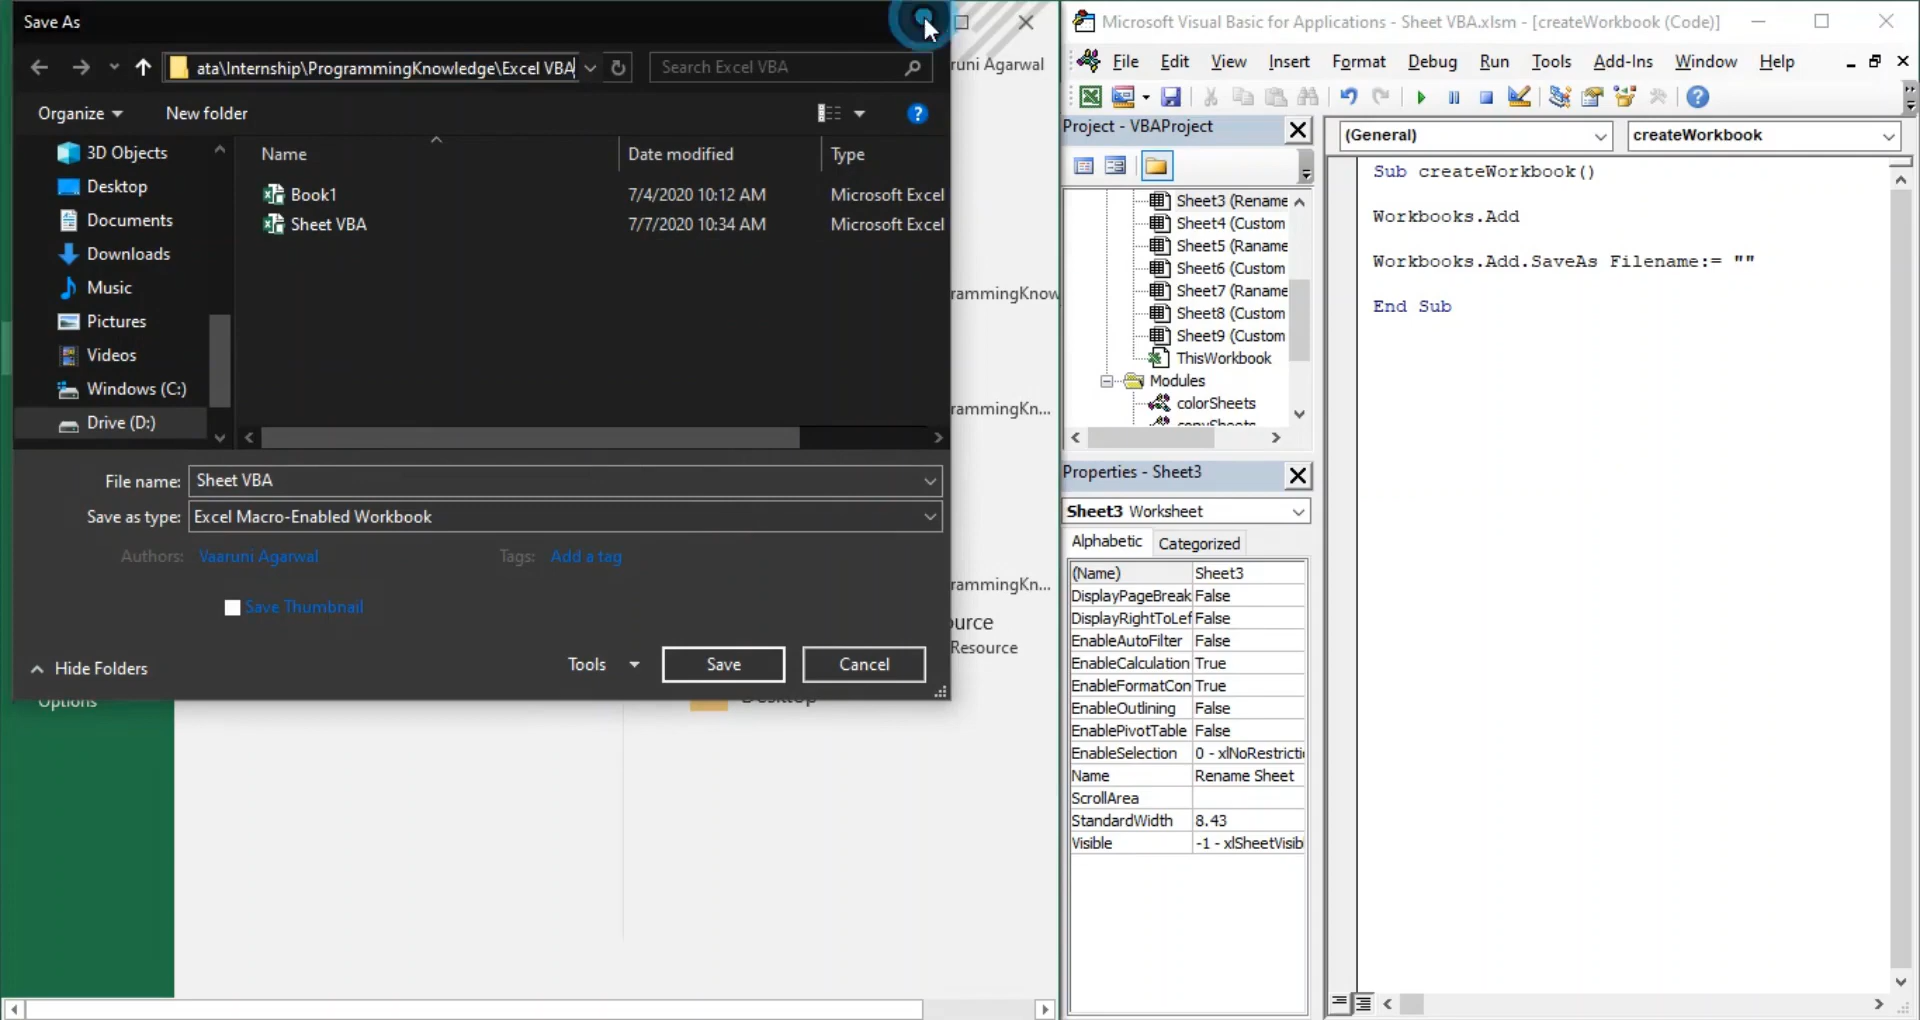 Save As
ata\Internship\ProgrammingKnowledge\Excel VBA
Search Excel VBA
Organize
New folder
Name
Date modified
Type
3D Objects
Desktop
Documents
Downloads
Music
Pictures
Videos
Windows (C:)
Drive (D:)
Book1
7/4/2020 10:12 AM
Microsoft Excel
Sheet VBA
7/7/2020 10:34 AM
Microsoft Excel
File name:
Sheet VBA
Save as type:
Excel Macro-Enabled Workbook
Authors:
Vaaruni Agarwal
Tags:
Add a tag
Save Thumbnail
Hide Folders
Tools
Save
Cancel
Options
runi Agarwal
rammingKnow
rammingKn...
rammingKn...
urce
Resource
Desktop
Microsoft Visual Basic for Applications - Sheet VBA.xlsm - [createWorkbook (Code)]
File Edit View Insert Format Debug Run Tools Add-Ins Window Help
Project - VBAProject
Sheet3 (Rename
Sheet4 (Custom
Sheet5 (Raname
Sheet6 (Custom
Sheet7 (Raname
Sheet8 (Custom
Sheet9 (Custom
ThisWorkbook
Modules
colorSheets
copySheets
Properties - Sheet3
Sheet3 Worksheet
Alphabetic
Categorized
(Name) Sheet3
DisplayPageBreak False
DisplayRightToLef False
EnableAutoFilter False
EnableCalculation True
EnableFormatCon True
EnableOutlining False
EnablePivotTable False
EnableSelection 0 - xlNoRestricti
Name Rename Sheet
ScrollArea
StandardWidth 8.43
Visible -1 - xlSheetVisib
(General)
createWorkbook
Sub createWorkbook()
Workbooks.Add
Workbooks.Add.SaveAs Filename:= ""
End Sub